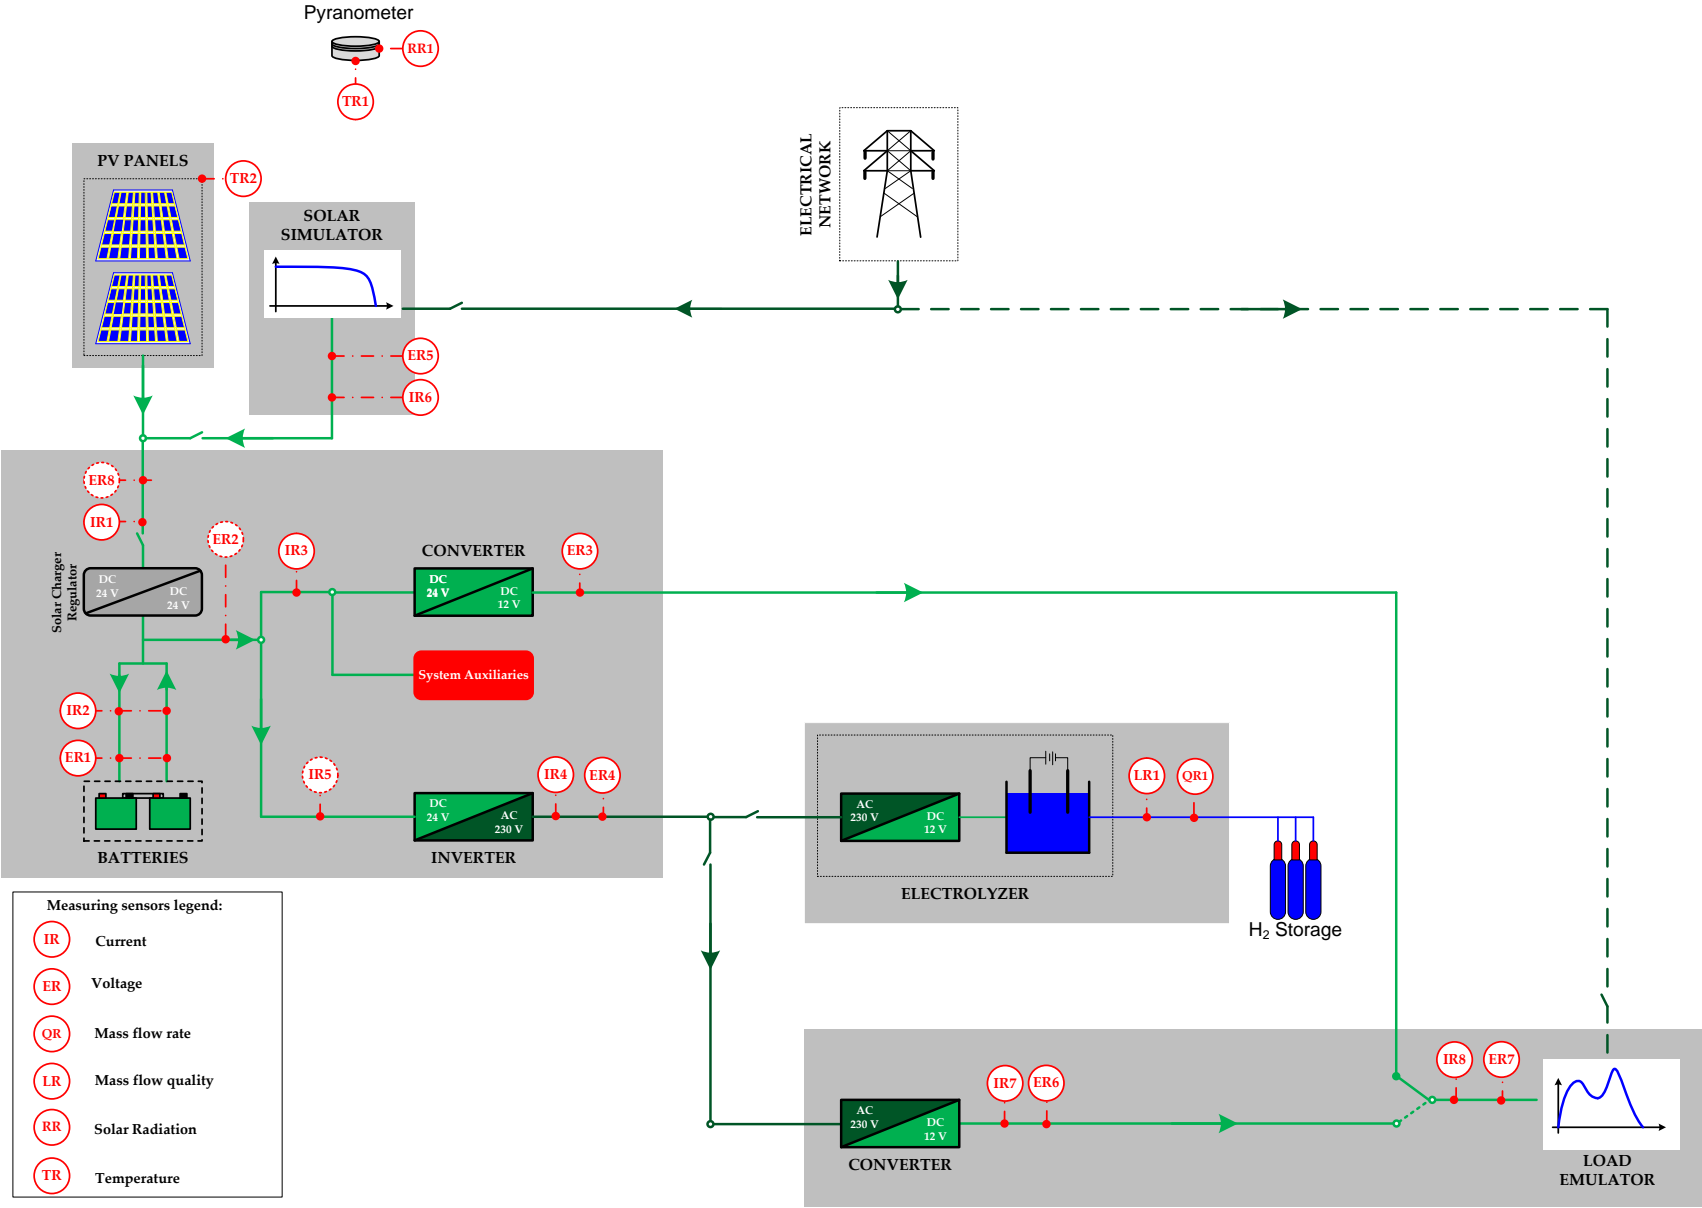 Pyranometer
RR1
TR1
PV PANELS
TR2
SOLAR
SIMULATOR
ELECTRICAL
NETWORK
ER5
IR6
ER8
IR1
ER2
IR3
CONVERTER
ER3
Solar Charger
Regulator
DC
24 V
DC
24 V
DC
24 V
DC
12 V
System Auxiliaries
IR2
ER1
IR5
IR4
ER4
DC
24 V
AC
230 V
BATTERIES
INVERTER
LR1
QR1
AC
230 V
DC
12 V
ELECTROLYZER
H2 Storage
Measuring sensors legend:
IR Current
ER Voltage
QR Mass flow rate
LR Mass flow quality
RR Solar Radiation
TR Temperature
IR7
ER6
IR8
ER7
AC
230 V
DC
12 V
CONVERTER
LOAD
EMULATOR